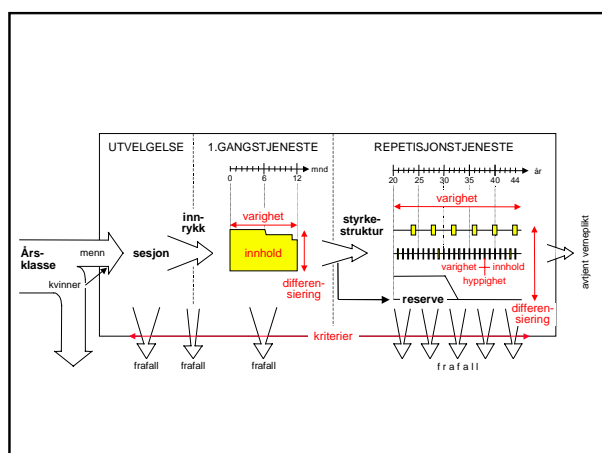 UTVELGELSE
1.GANGSTJENESTE
REPETISJONSTJENESTE
mnd
0 6 12
år
20 25 30 35 40 44
varighet
varighet
inn-
rykk
styrke-
struktur
menn
Års-
klasse
kvinner
sesjon
innhold
differen-
siering
varighet innhold
hyppighet
reserve
differen-
siering
avtjent verneplikt
kriterier
frafall
frafall
frafall
frafall